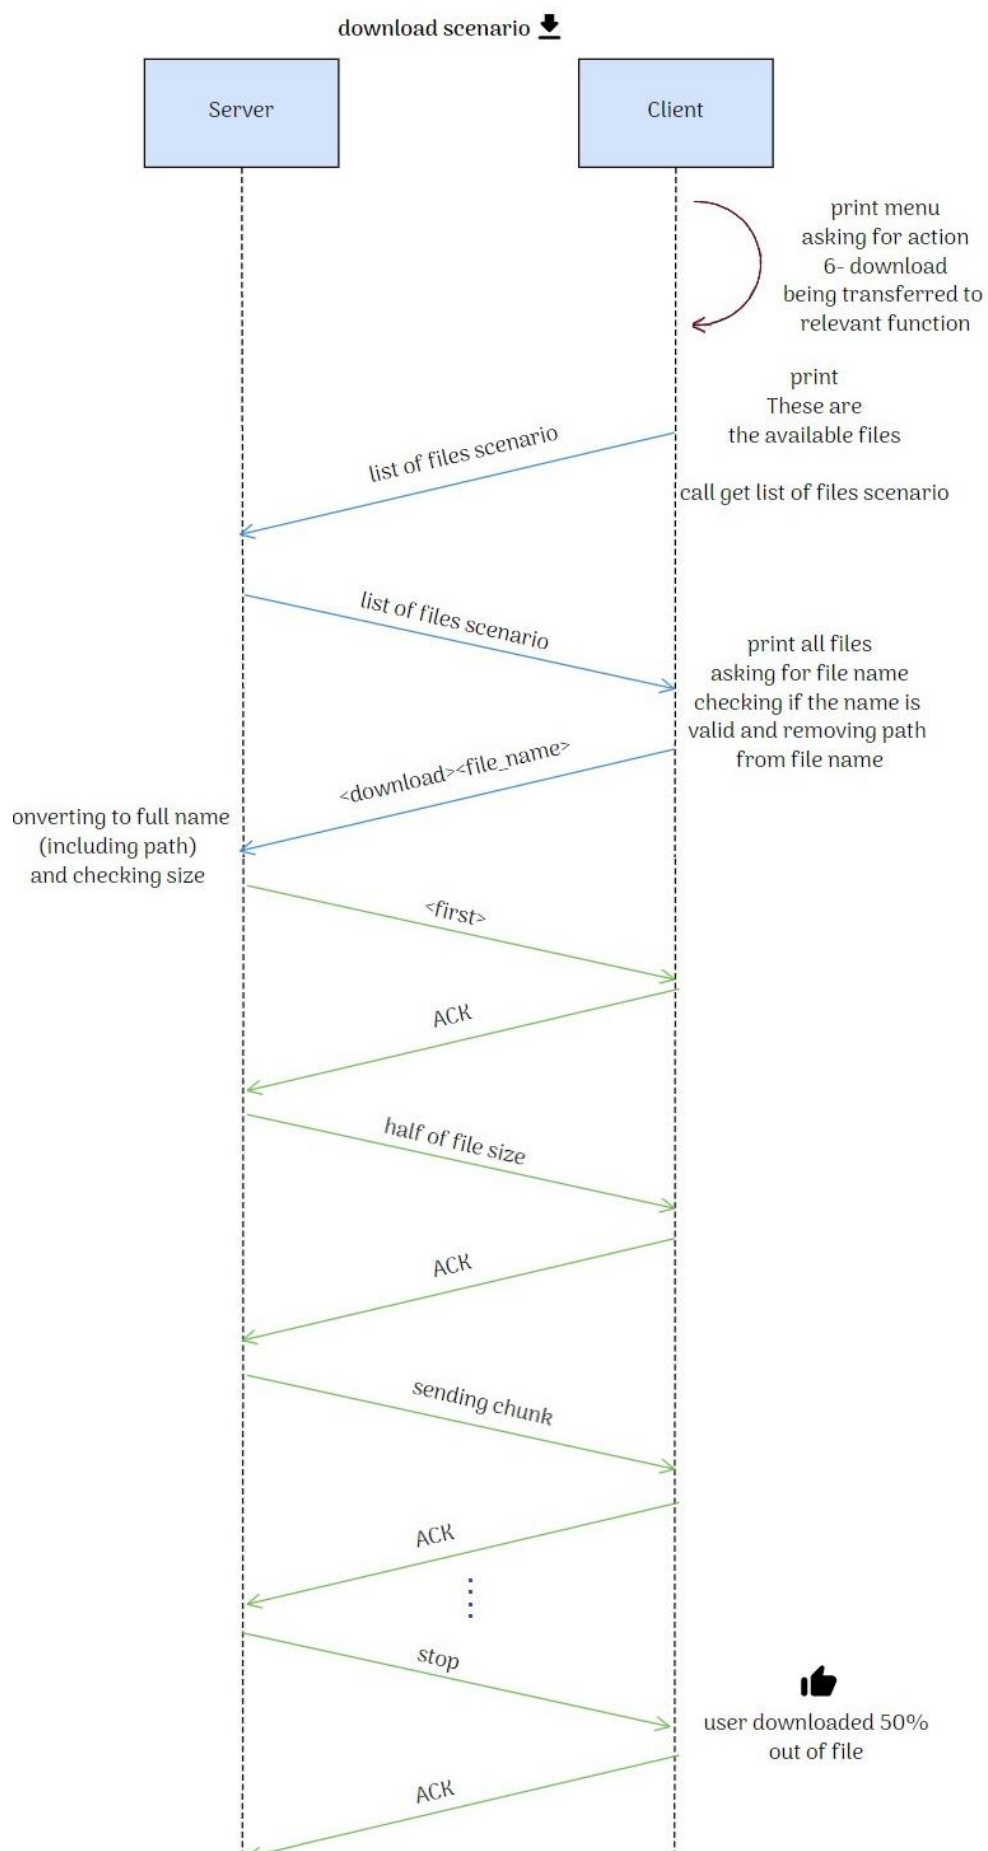 download scenario
Server
Client
print menu
asking for action
6- download
being transferred to
relevant function
print
These are
the available files
list of files scenario
call get list of files scenario
list of files scenario
print all files
asking for file name
checking if the name is
valid and removing path
from file name
<download><file_name>
onverting to full name
(including path)
and checking size
<first>
ACK
half of file size
ACK
sending chunk
ACK
stop
user downloaded 50%
out of file
ACK